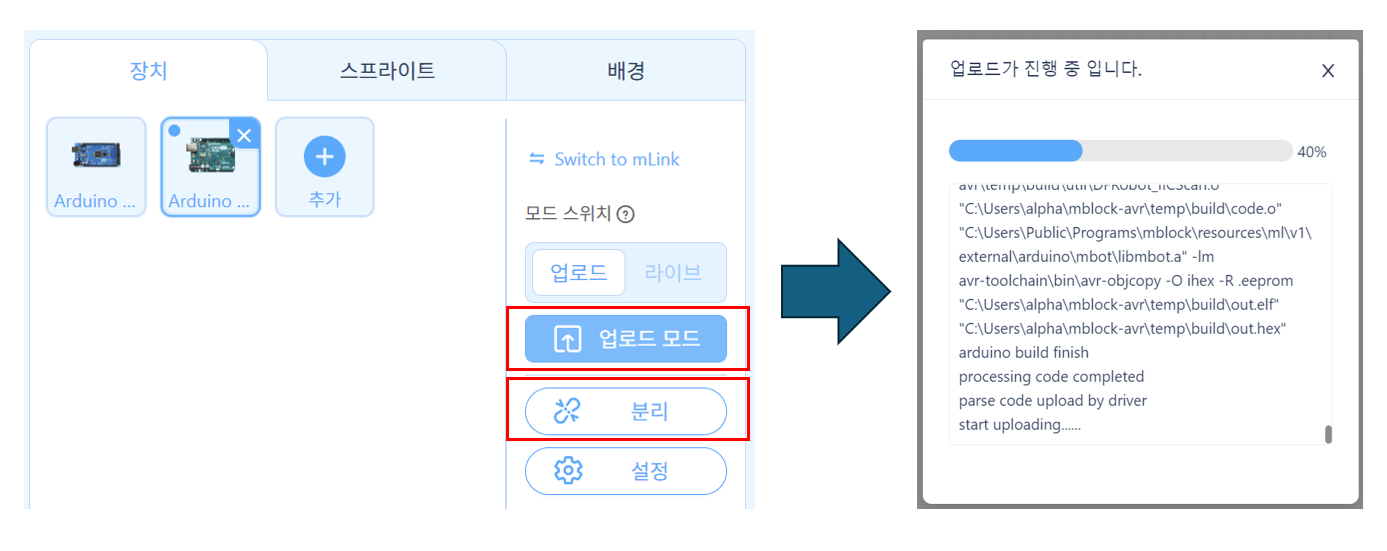 장치
스프라이트
배경
Arduino ...
Arduino ...
추가
Switch to mLink
모드 스위치
업로드
라이브
업로드 모드
분리
설정
업로드가 진행 중 입니다.
40%
avr\temp\build\util\DFRobot_IICScan.o"
"C:\Users\alpha\mblock-avr\temp\build\code.o"
"C:\Users\Public\Programs\mblock\resources\ml\v1\
external\arduino\mbot\libmbot.a" -lm
avr-toolchain\bin\avr-objcopy -O ihex -R .eeprom
"C:\Users\alpha\mblock-avr\temp\build\out.elf"
"C:\Users\alpha\mblock-avr\temp\build\out.hex"
arduino build finish
processing code completed
parse code upload by driver
start uploading......